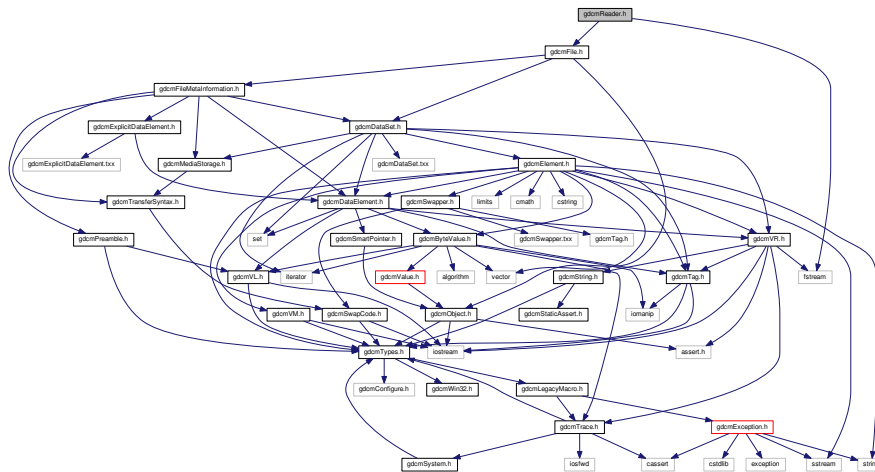 gdcmReader.h
gdcmFile.h
gdcmFileMetaInformation.h
gdcmExplicitDataElement.h
gdcmDataSet.h
gdcmExplicitDataElement.txx
gdcmMediaStorage.h
gdcmDataSet.txx
gdcmElement.h
gdcmTransferSyntax.h
gdcmDataElement.h
gdcmSwapper.h
limits
cmath
cstring
gdcmPreamble.h
set
gdcmSmartPointer.h
gdcmByteValue.h
gdcmSwapper.txx
gdcmTag.h
gdcmVR.h
gdcmVL.h
iterator
gdcmValue.h
algorithm
vector
gdcmString.h
gdcmTag.h
fstream
gdcmVM.h
gdcmSwapCode.h
gdcmObject.h
gdcmStaticAssert.h
iomanip
gdcmTypes.h
iostream
assert.h
gdcmConfigure.h
gdcmWin32.h
gdcmLegacyMacro.h
gdcmTrace.h
gdcmException.h
gdcmSystem.h
iosfwd
cassert
cstdlib
exception
sstream